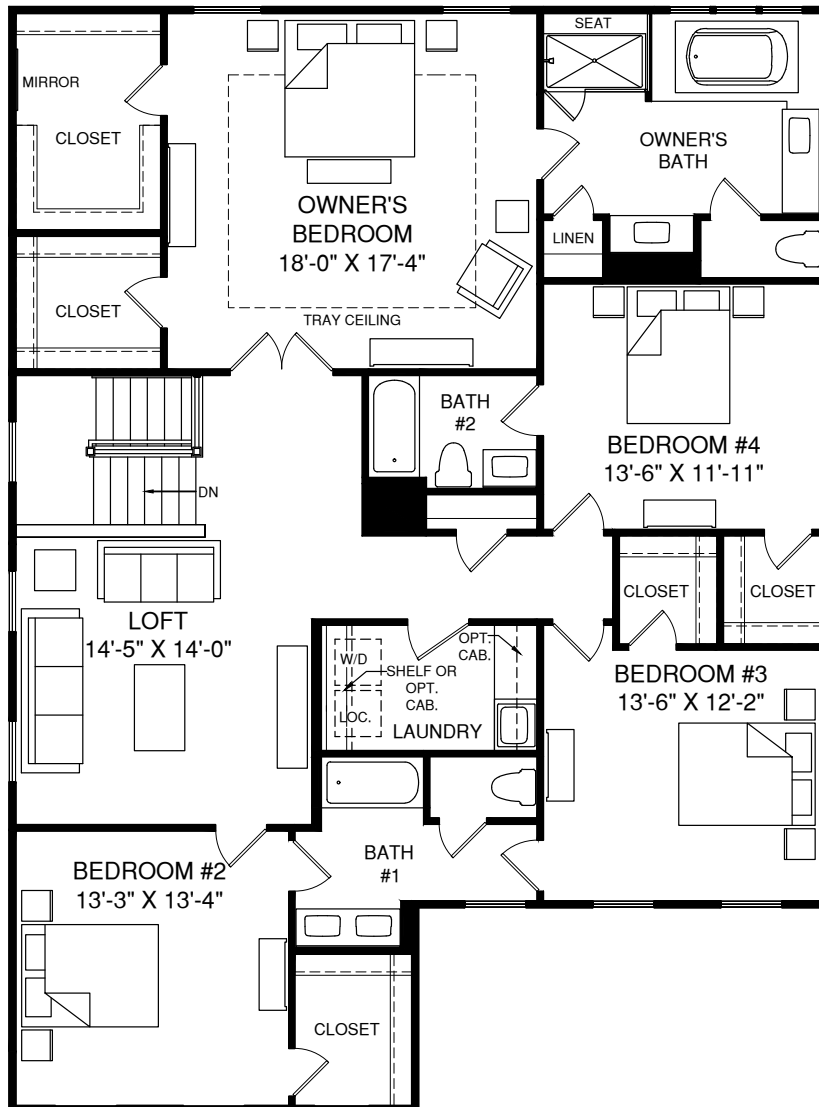 SEAT
MIRROR
CLOSET
OWNER'S
BATH
OWNER'S
BEDROOM
18'-0" X 17'-4"
LINEN
CLOSET
TRAY CEILING
BATH
#2
BEDROOM #4
13'-6" X 11'-11"
DN
CLOSET
CLOSET
LOFT
14'-5" X 14'-0"
W/D
LOC.
SHELF OR
OPT.
CAB.
OPT.
CAB.
LAUNDRY
BEDROOM #3
13'-6" X 12'-2"
BATH
#1
BEDROOM #2
13'-3" X 13'-4"
CLOSET